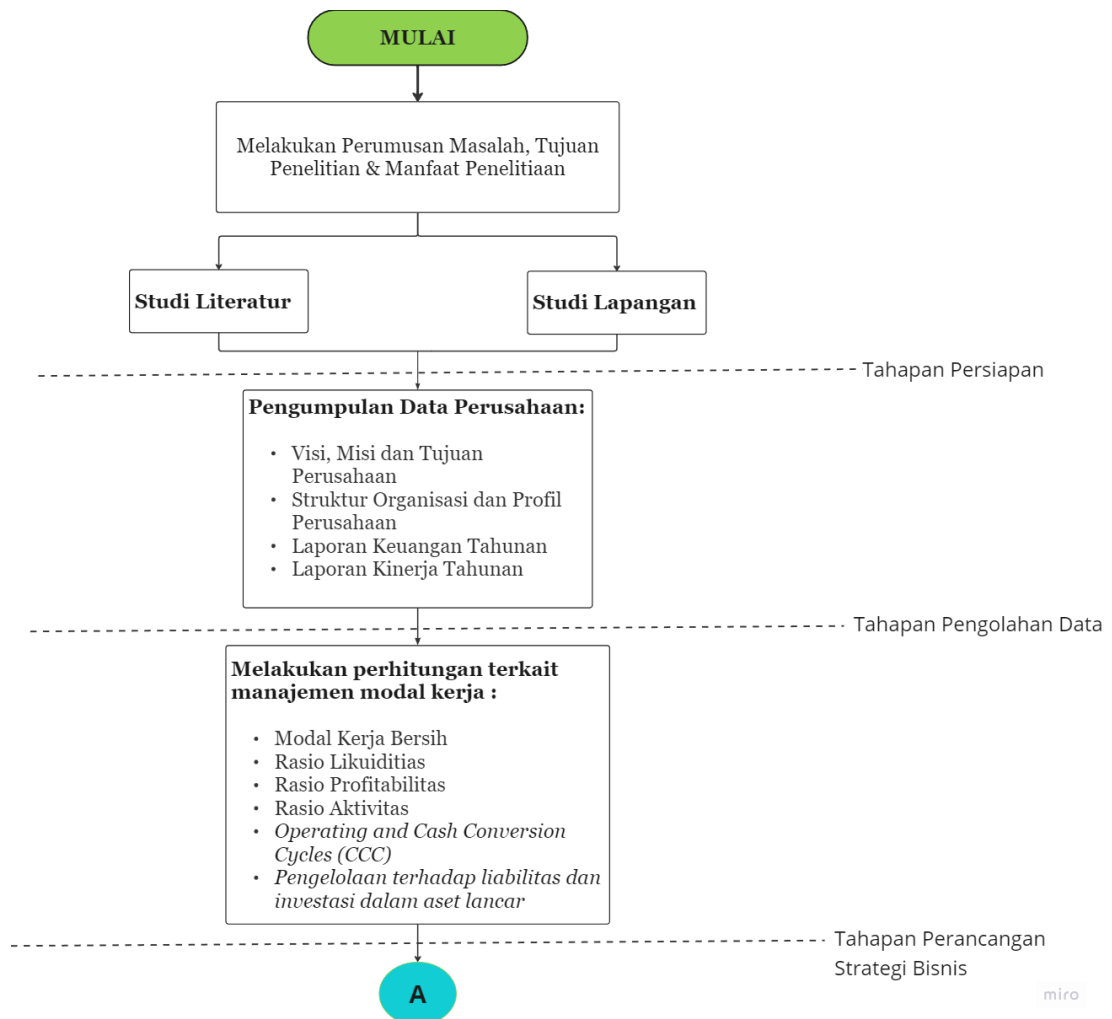 MULAI
Melakukan Perumusan Masalah, Tujuan
Penelitian & Manfaat Penelitiaan
Studi Literatur
Studi Lapangan
Tahapan Persiapan
Pengumpulan Data Perusahaan:
• Visi, Misi dan Tujuan
Perusahaan
• Struktur Organisasi dan Profil
Perusahaan
• Laporan Keuangan Tahunan
• Laporan Kinerja Tahunan
Tahapan Pengolahan Data
Melakukan perhitungan terkait
manajemen modal kerja :
• Modal Kerja Bersih
• Rasio Likuiditias
• Rasio Profitabilitas
• Rasio Aktivitas
• Operating and Cash Conversion
Cycles (CCC)
• Pengelolaan terhadap liabilitas dan
investasi dalam aset lancar
Tahapan Perancangan
Strategi Bisnis
A
miro